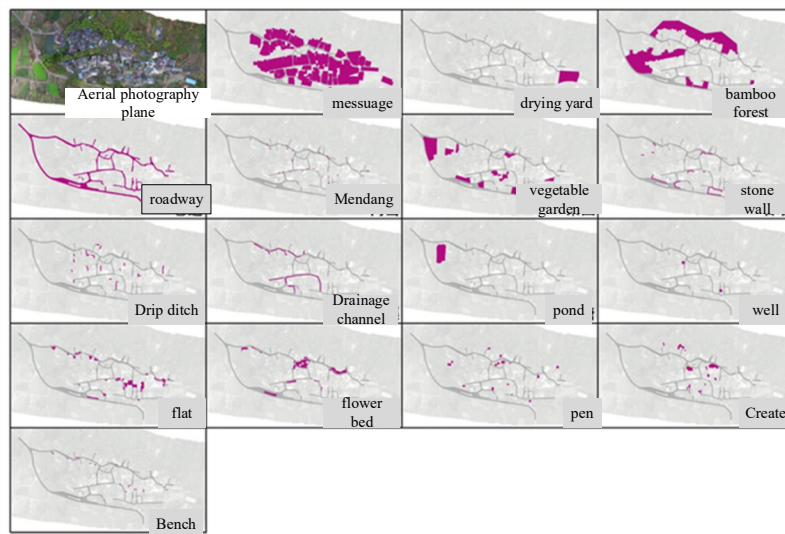 Aerial photography
plane
messuage
drying yard
bamboo
forest
roadway
Mendang
vegetable
garden
stone
wall
Drip ditch
Drainage
channel
pond
well
flat
flower
bed
pen
Create
Bench